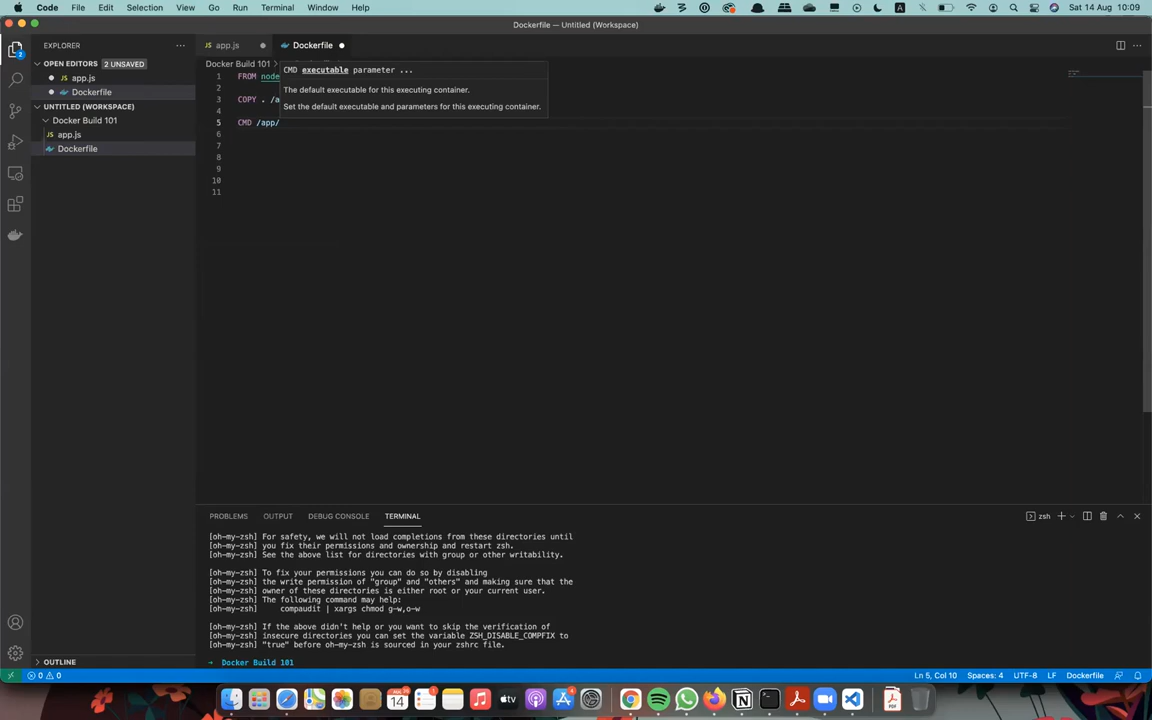 Code File Edit Selection View Go Run Terminal Window Help A Sat 14 Aug 10:09
Dockerfile — Untitled (Workspace)
EXPLORER
app.js
Dockerfile
OPEN EDITORS 2 UNSAVED
app.js
Dockerfile
UNTITLED (WORKSPACE)
Docker Build 101
app.js
Dockerfile
2
Docker Build 101 >
CMD executable parameter ...
The default executable for this executing container.
Set the default executable and parameters for this executing container.
1 FROM node
2
3 COPY . /a
4
5 CMD /app/
6
7
8
9
10
11
PROBLEMS OUTPUT DEBUG CONSOLE TERMINAL
zsh
[oh-my-zsh] For safety, we will not load completions from these directories until
[oh-my-zsh] you fix their permissions and ownership and restart zsh.
[oh-my-zsh] See the above list for directories with group or other writability.
[oh-my-zsh] To fix your permissions you can do so by disabling
[oh-my-zsh] the write permission of "group" and "others" and making sure that the
[oh-my-zsh] owner of these directories is either root or your current user.
[oh-my-zsh] The following command may help:
[oh-my-zsh] compaudit | xargs chmod g-w,o-w
[oh-my-zsh] If the above didn't help or you want to skip the verification of
[oh-my-zsh] insecure directories you can set the variable ZSH_DISABLE_COMPFIX to
[oh-my-zsh] "true" before oh-my-zsh is sourced in your zshrc file.
→ Docker Build 101
OUTLINE
0 0
Ln 5, Col 10 Spaces: 4 UTF-8 LF Dockerfile